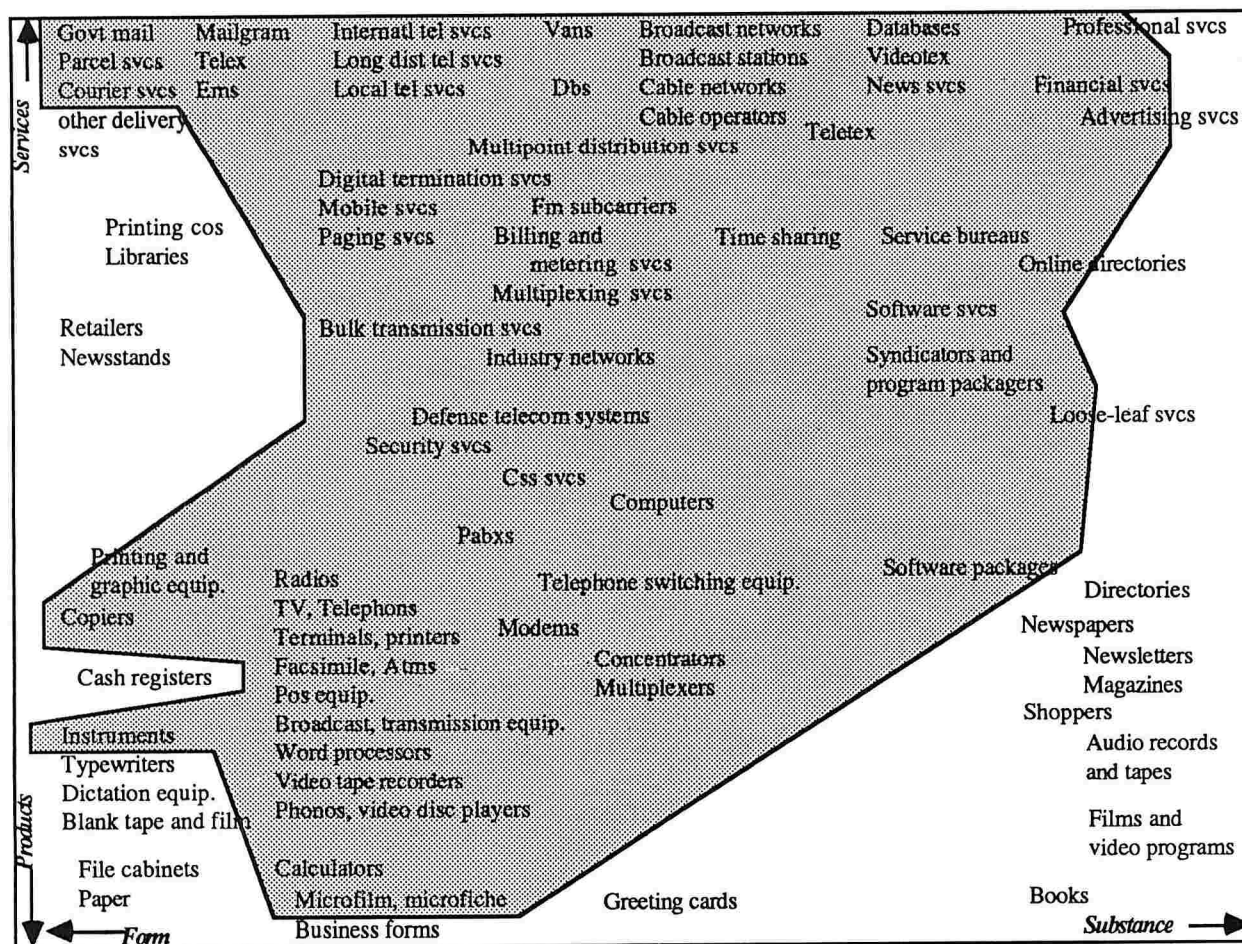 Govt mail Mailgram Internatl tel svcs Vans Broadcast networks Databases Professional svcs
Parcel svcs Telex Long dist tel svcs Broadcast stations Videotex
Courier svcs Ems Local tel svcs Dbs Cable networks News svcs Financial svcs
other delivery Cable operators Teletex Advertising svcs
svcs
Multipoint distribution svcs
Services
Digital termination svcs
Mobile svcs Fm subcarriers
Printing cos Paging svcs Billing and Time sharing Service bureaus
Libraries metering svcs Online directories
Multiplexing svcs
Software svcs
Retailers Bulk transmission svcs
Newsstands Industry networks Syndicators and
program packagers
Defense telecom systems Loose-leaf svcs
Security svcs
Css svcs
Computers
Pabxs
Printing and
graphic equip. Radios Telephone switching equip. Software packages
Directories
Copiers TV, Telephons
Terminals, printers Modems Newspapers
Cash registers Facsimile, Atms Concentrators Newsletters
Pos equip. Multiplexers Magazines
Shoppers
Instruments Broadcast, transmission equip.
Typewriters Word processors Audio records
and tapes
Dictation equip. Video tape recorders
Blank tape and film Phonos, video disc players Films and
video programs
Products
File cabinets Calculators
Paper Microfilm, microfiche Greeting cards Books
Business forms
Form Substance